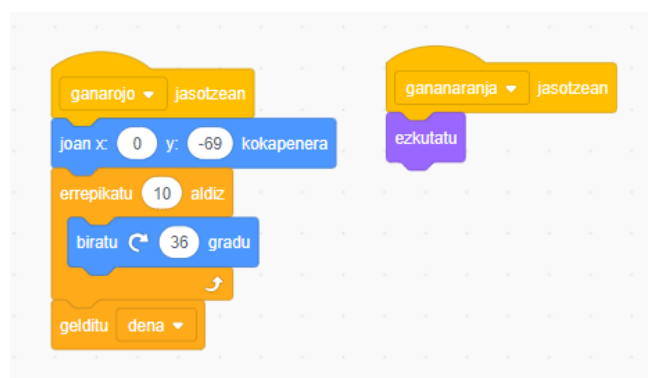 ganarojo jasotzean
joan x: 0 y: -69 kokapenera
errepikatu 10 aldiz
biratu 36 gradu
gelditu dena
gananaranja jasotzean
ezkutatu